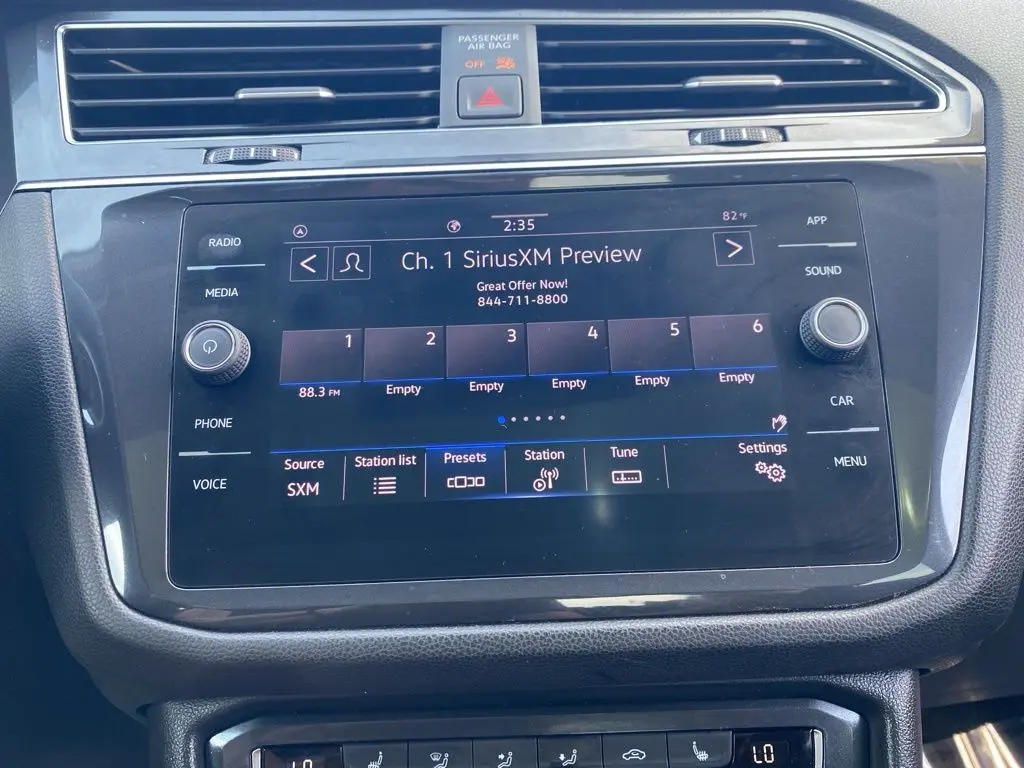 PASSENGER
AIR BAG
OFF
RADIO
MEDIA
PHONE
VOICE
2:35
82°F
Ch. 1 SiriusXM Preview
Great Offer Now!
844-711-8800
1 2 3 4 5 6
88.3 FM Empty Empty Empty Empty Empty
Source Station list Presets Station Tune Settings
SXM
APP
SOUND
CAR
MENU
LO LO